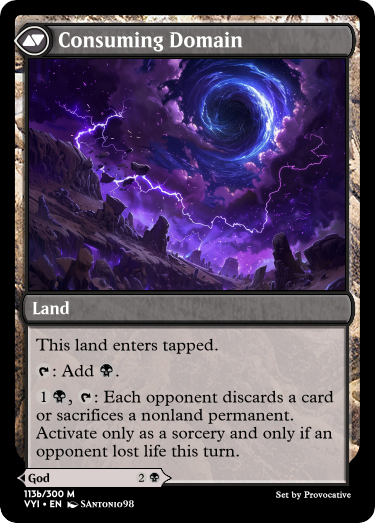 Consuming Domain
Land
This land enters tapped.
: Add .
1 , : Each opponent discards a card
or sacrifices a nonland permanent.
Activate only as a sorcery and only if an
opponent lost life this turn.
God 2
113b/300 M
VYI • EN SAntonio98
Set by Provocative